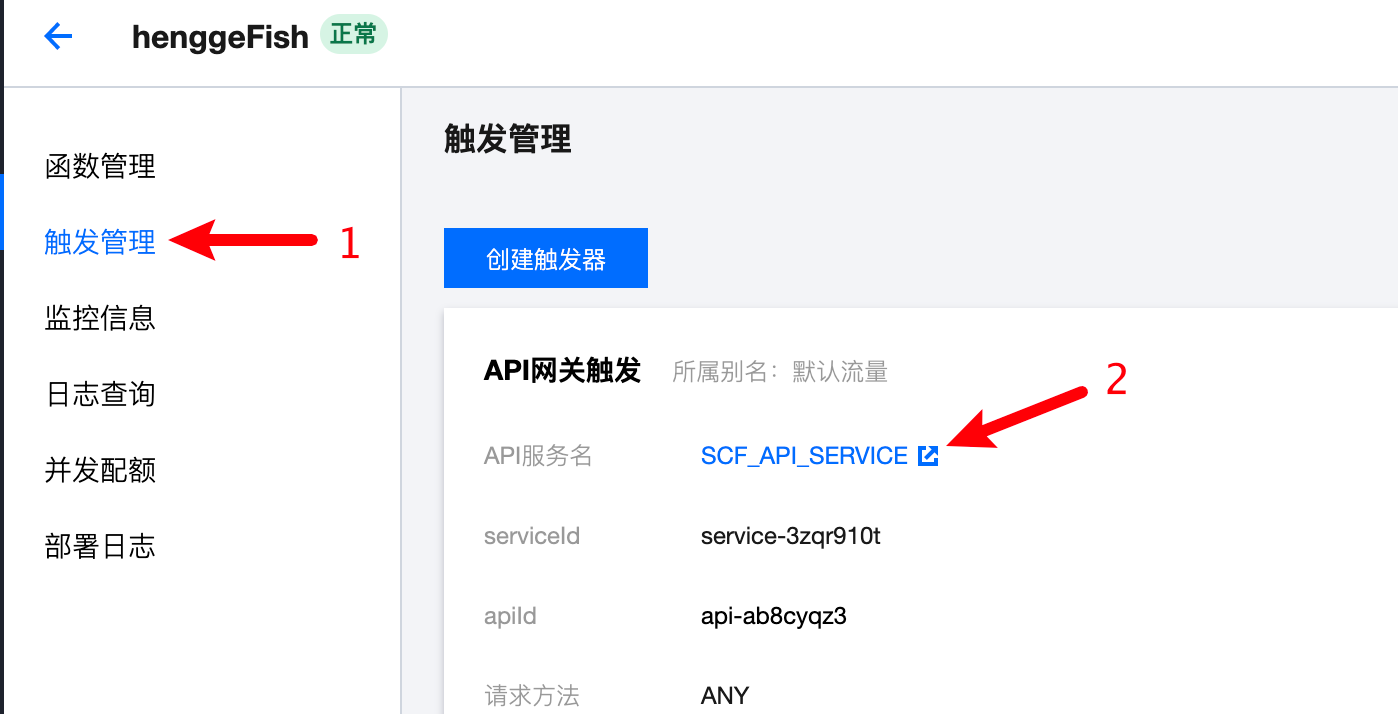 henggeFish 正常
函数管理
触发管理 1
监控信息
日志查询
并发配额
部署日志
触发管理
创建触发器
API网关触发 所属别名：默认流量
2
API服务名 SCF_API_SERVICE
serviceId service-3zqr910t
apiId api-ab8cyqz3
请求方法 ANY